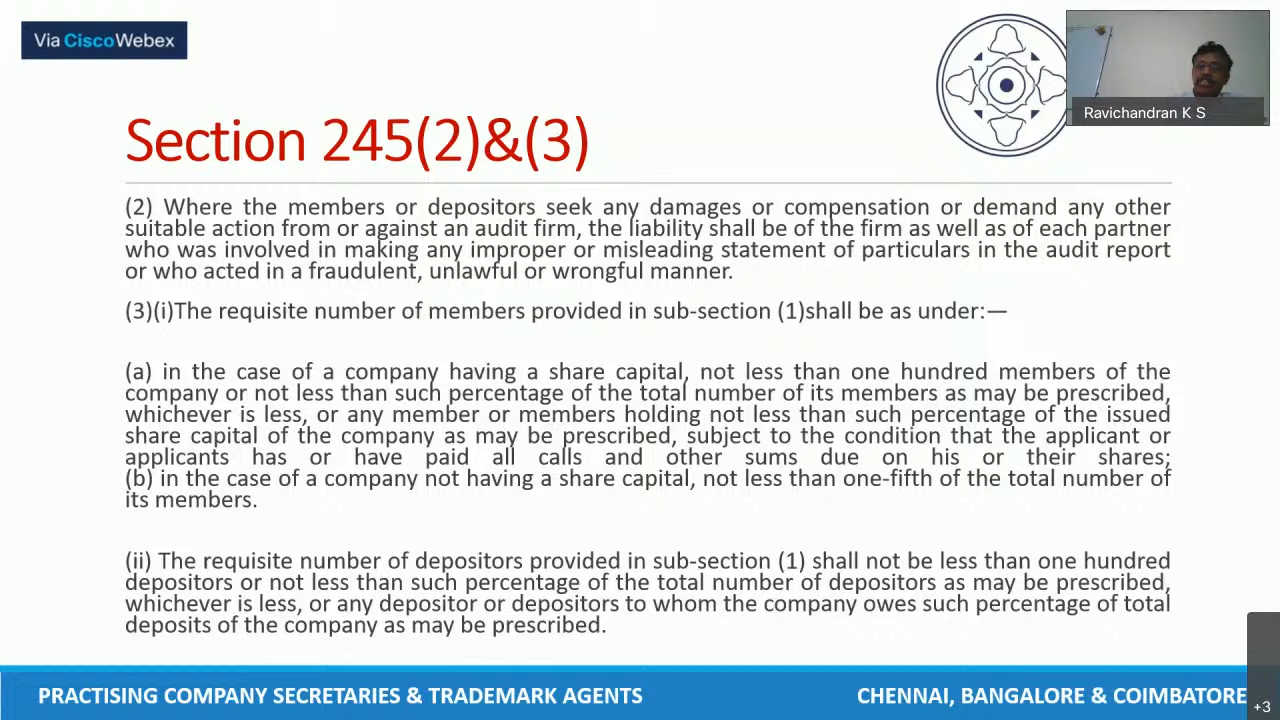 Via CiscoWebex
Ravichandran K S
Section 245(2)&(3)
(2) Where the members or depositors seek any damages or compensation or demand any other
suitable action from or against an audit firm, the liability shall be of the firm as well as of each partner
who was involved in making any improper or misleading statement of particulars in the audit report
or who acted in a fraudulent, unlawful or wrongful manner.
(3)(i)The requisite number of members provided in sub-section (1)shall be as under:—
(a) in the case of a company having a share capital, not less than one hundred members of the
company or not less than such percentage of the total number of its members as may be prescribed,
whichever is less, or any member or members holding not less than such percentage of the issued
share capital of the company as may be prescribed, subject to the condition that the applicant or
applicants has or have paid all calls and other sums due on his or their shares;
(b) in the case of a company not having a share capital, not less than one-fifth of the total number of
its members.
(ii) The requisite number of depositors provided in sub-section (1) shall not be less than one hundred
depositors or not less than such percentage of the total number of depositors as may be prescribed,
whichever is less, or any depositor or depositors to whom the company owes such percentage of total
deposits of the company as may be prescribed.
PRACTISING COMPANY SECRETARIES & TRADEMARK AGENTS
CHENNAI, BANGALORE & COIMBATORE
+3